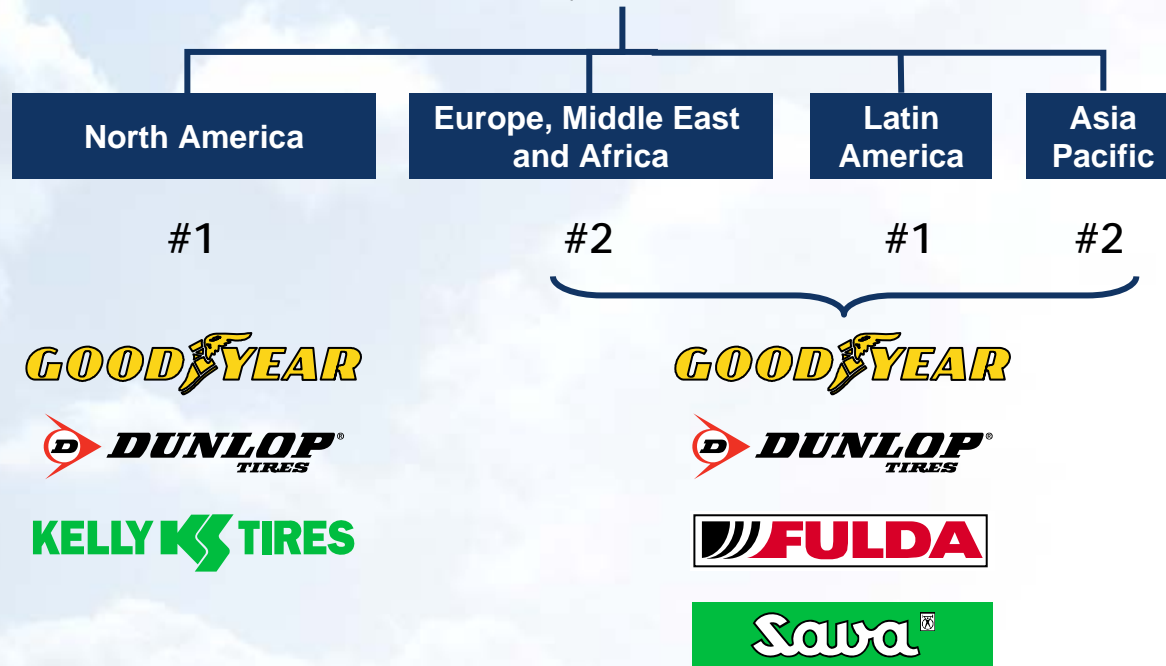 North America
Europe, Middle East
and Africa
Latin
America
Asia
Pacific
#1
#2
#1
#2
GOODYEAR
D DUNLOP®
TIRES
KELLY TIRES
GOODYEAR
D DUNLOP®
TIRES
FULDA
Sava